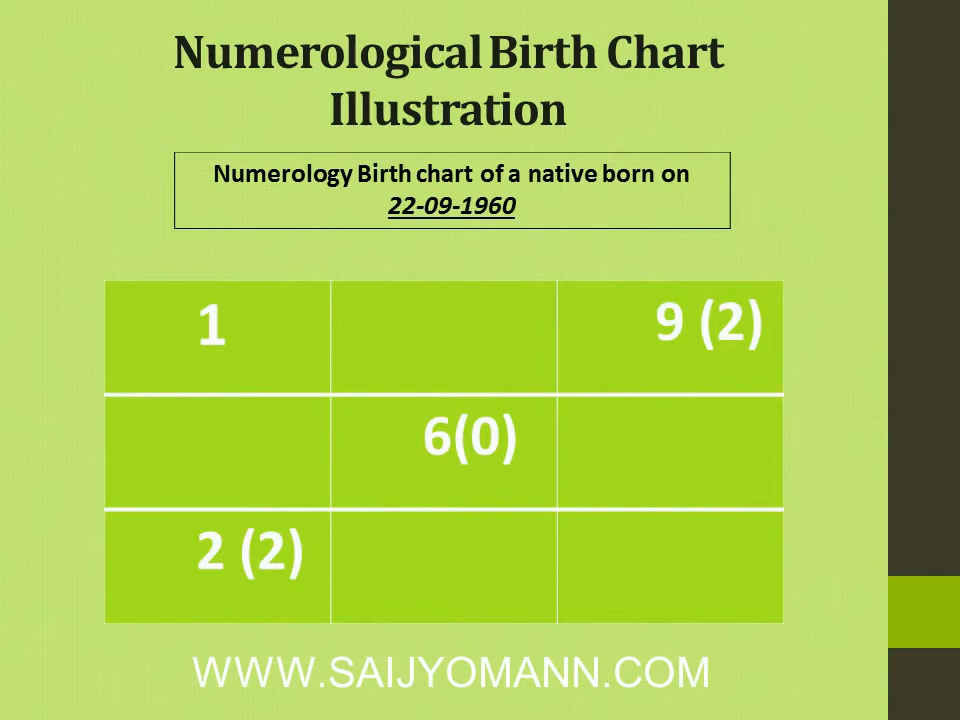 Numerological Birth Chart
Illustration
Numerology Birth chart of a native born on
22-09-1960
1 9 (2)
6(0)
2 (2)
WWW.SAIJYOMANN.COM